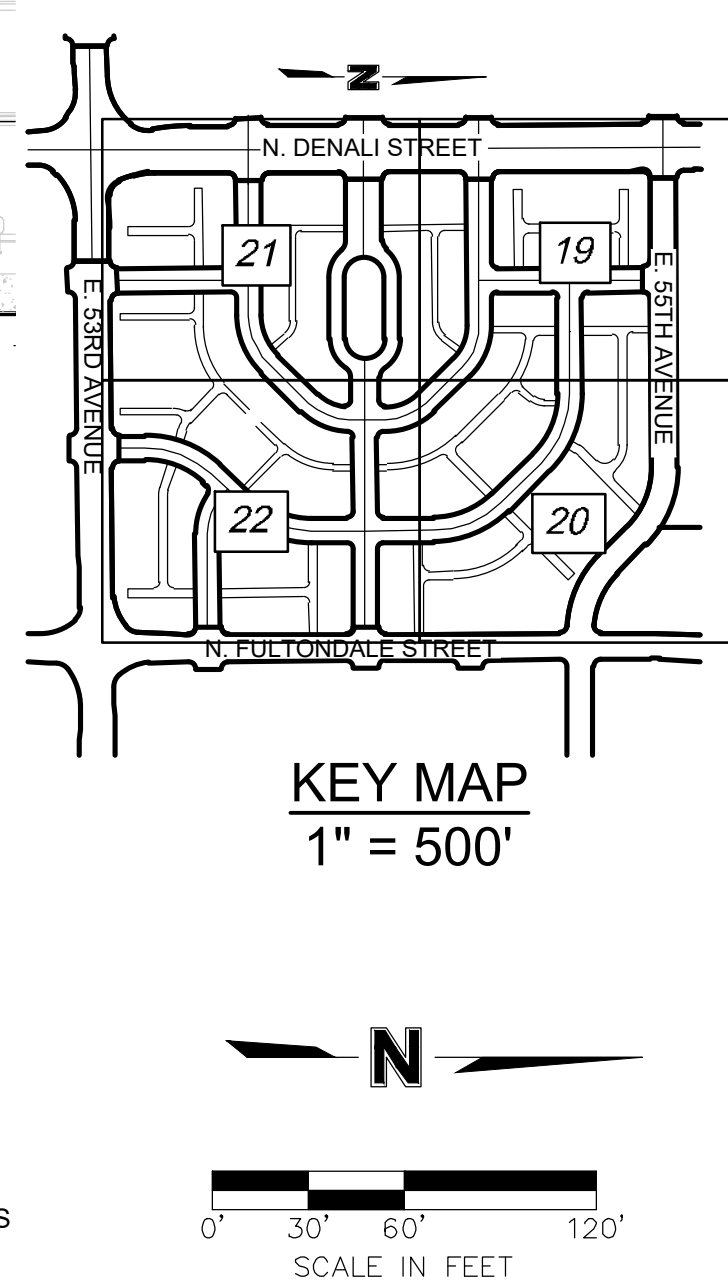 N
N. DENALI STREET
21
19
E. 53RD AVENUE
E. 55TH AVENUE
22
20
N. FULTONDALE STREET
KEY MAP
1" = 500'
N
S
0' 30' 60' 120'
SCALE IN FEET